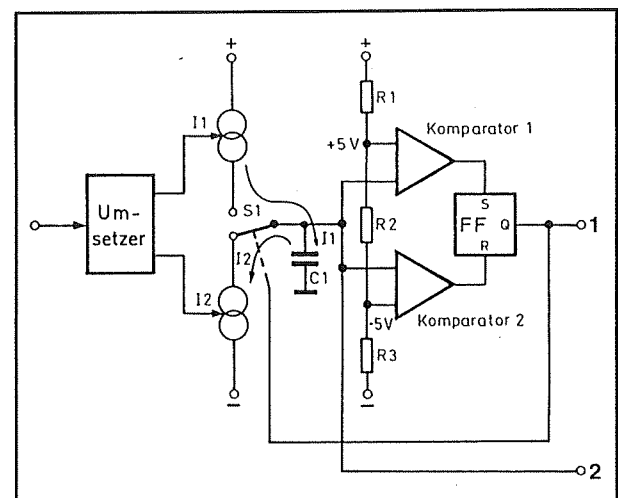 +
+
R1
I1
Komparator 1
+5V
Um-
setzer
S1
I1
R2
S
FF
Q
R
1
I2
C1
I2
-5V
Komparator 2
R3
−
−
2